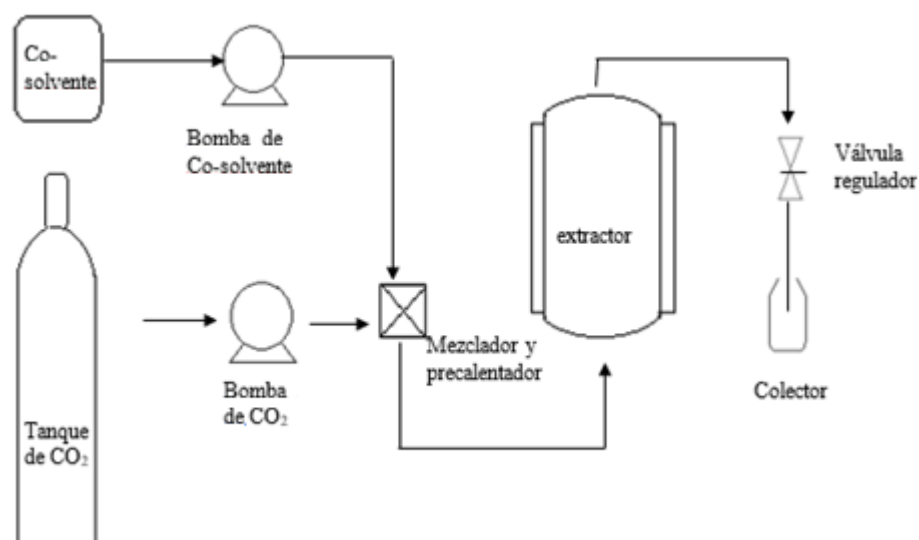 Co-
solvente
Bomba de
Co-solvente
Válvula
regulador
extractor
Mezclador y
precalentador
Bomba
de CO₂
Colector
Tanque
de CO₂